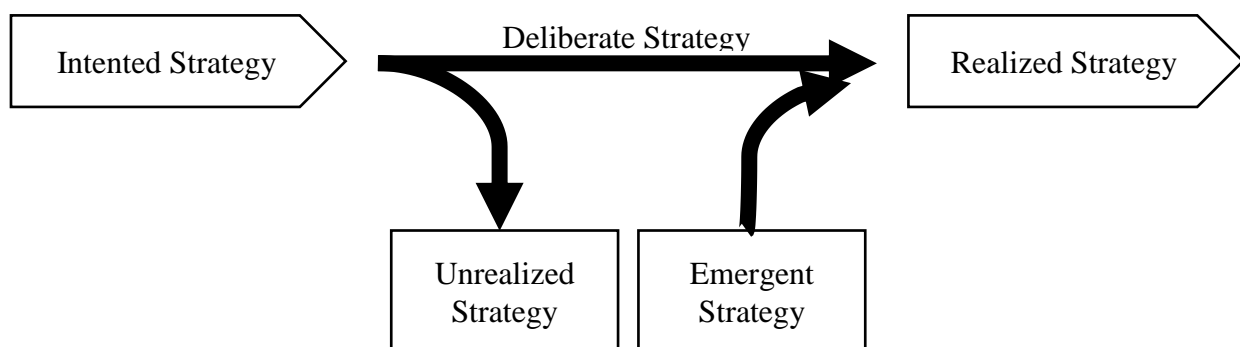 Deliberate Strategy
Intented Strategy
Realized Strategy
Unrealized
Strategy
Emergent
Strategy